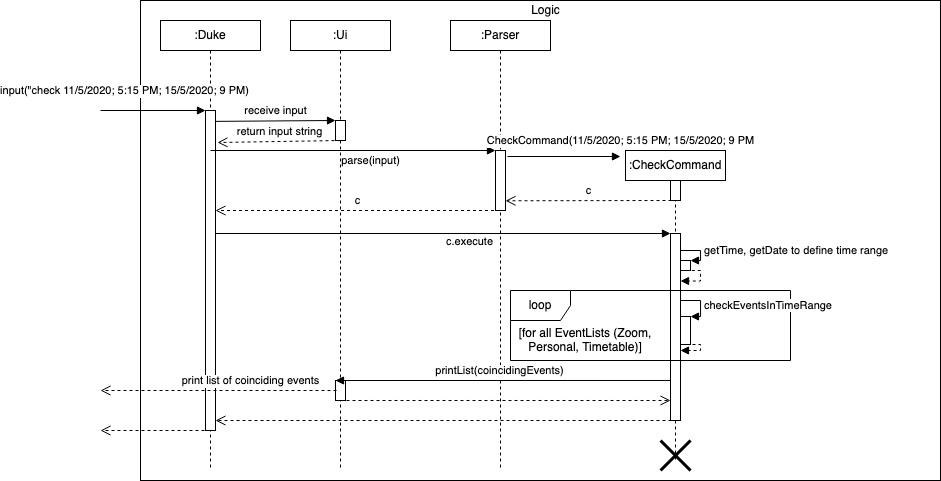 Logic
:Duke
:Ui
:Parser
input("check 11/5/2020; 5:15 PM; 15/5/2020; 9 PM)
receive input
return input string
CheckCommand(11/5/2020; 5:15 PM; 15/5/2020; 9 PM
parse(input)
:CheckCommand
c
c
c.execute
getTime, getDate to define time range
loop
checkEventsInTimeRange
[for all EventLists (Zoom,
Personal, Timetable)]
printList(coincidingEvents)
print list of coinciding events